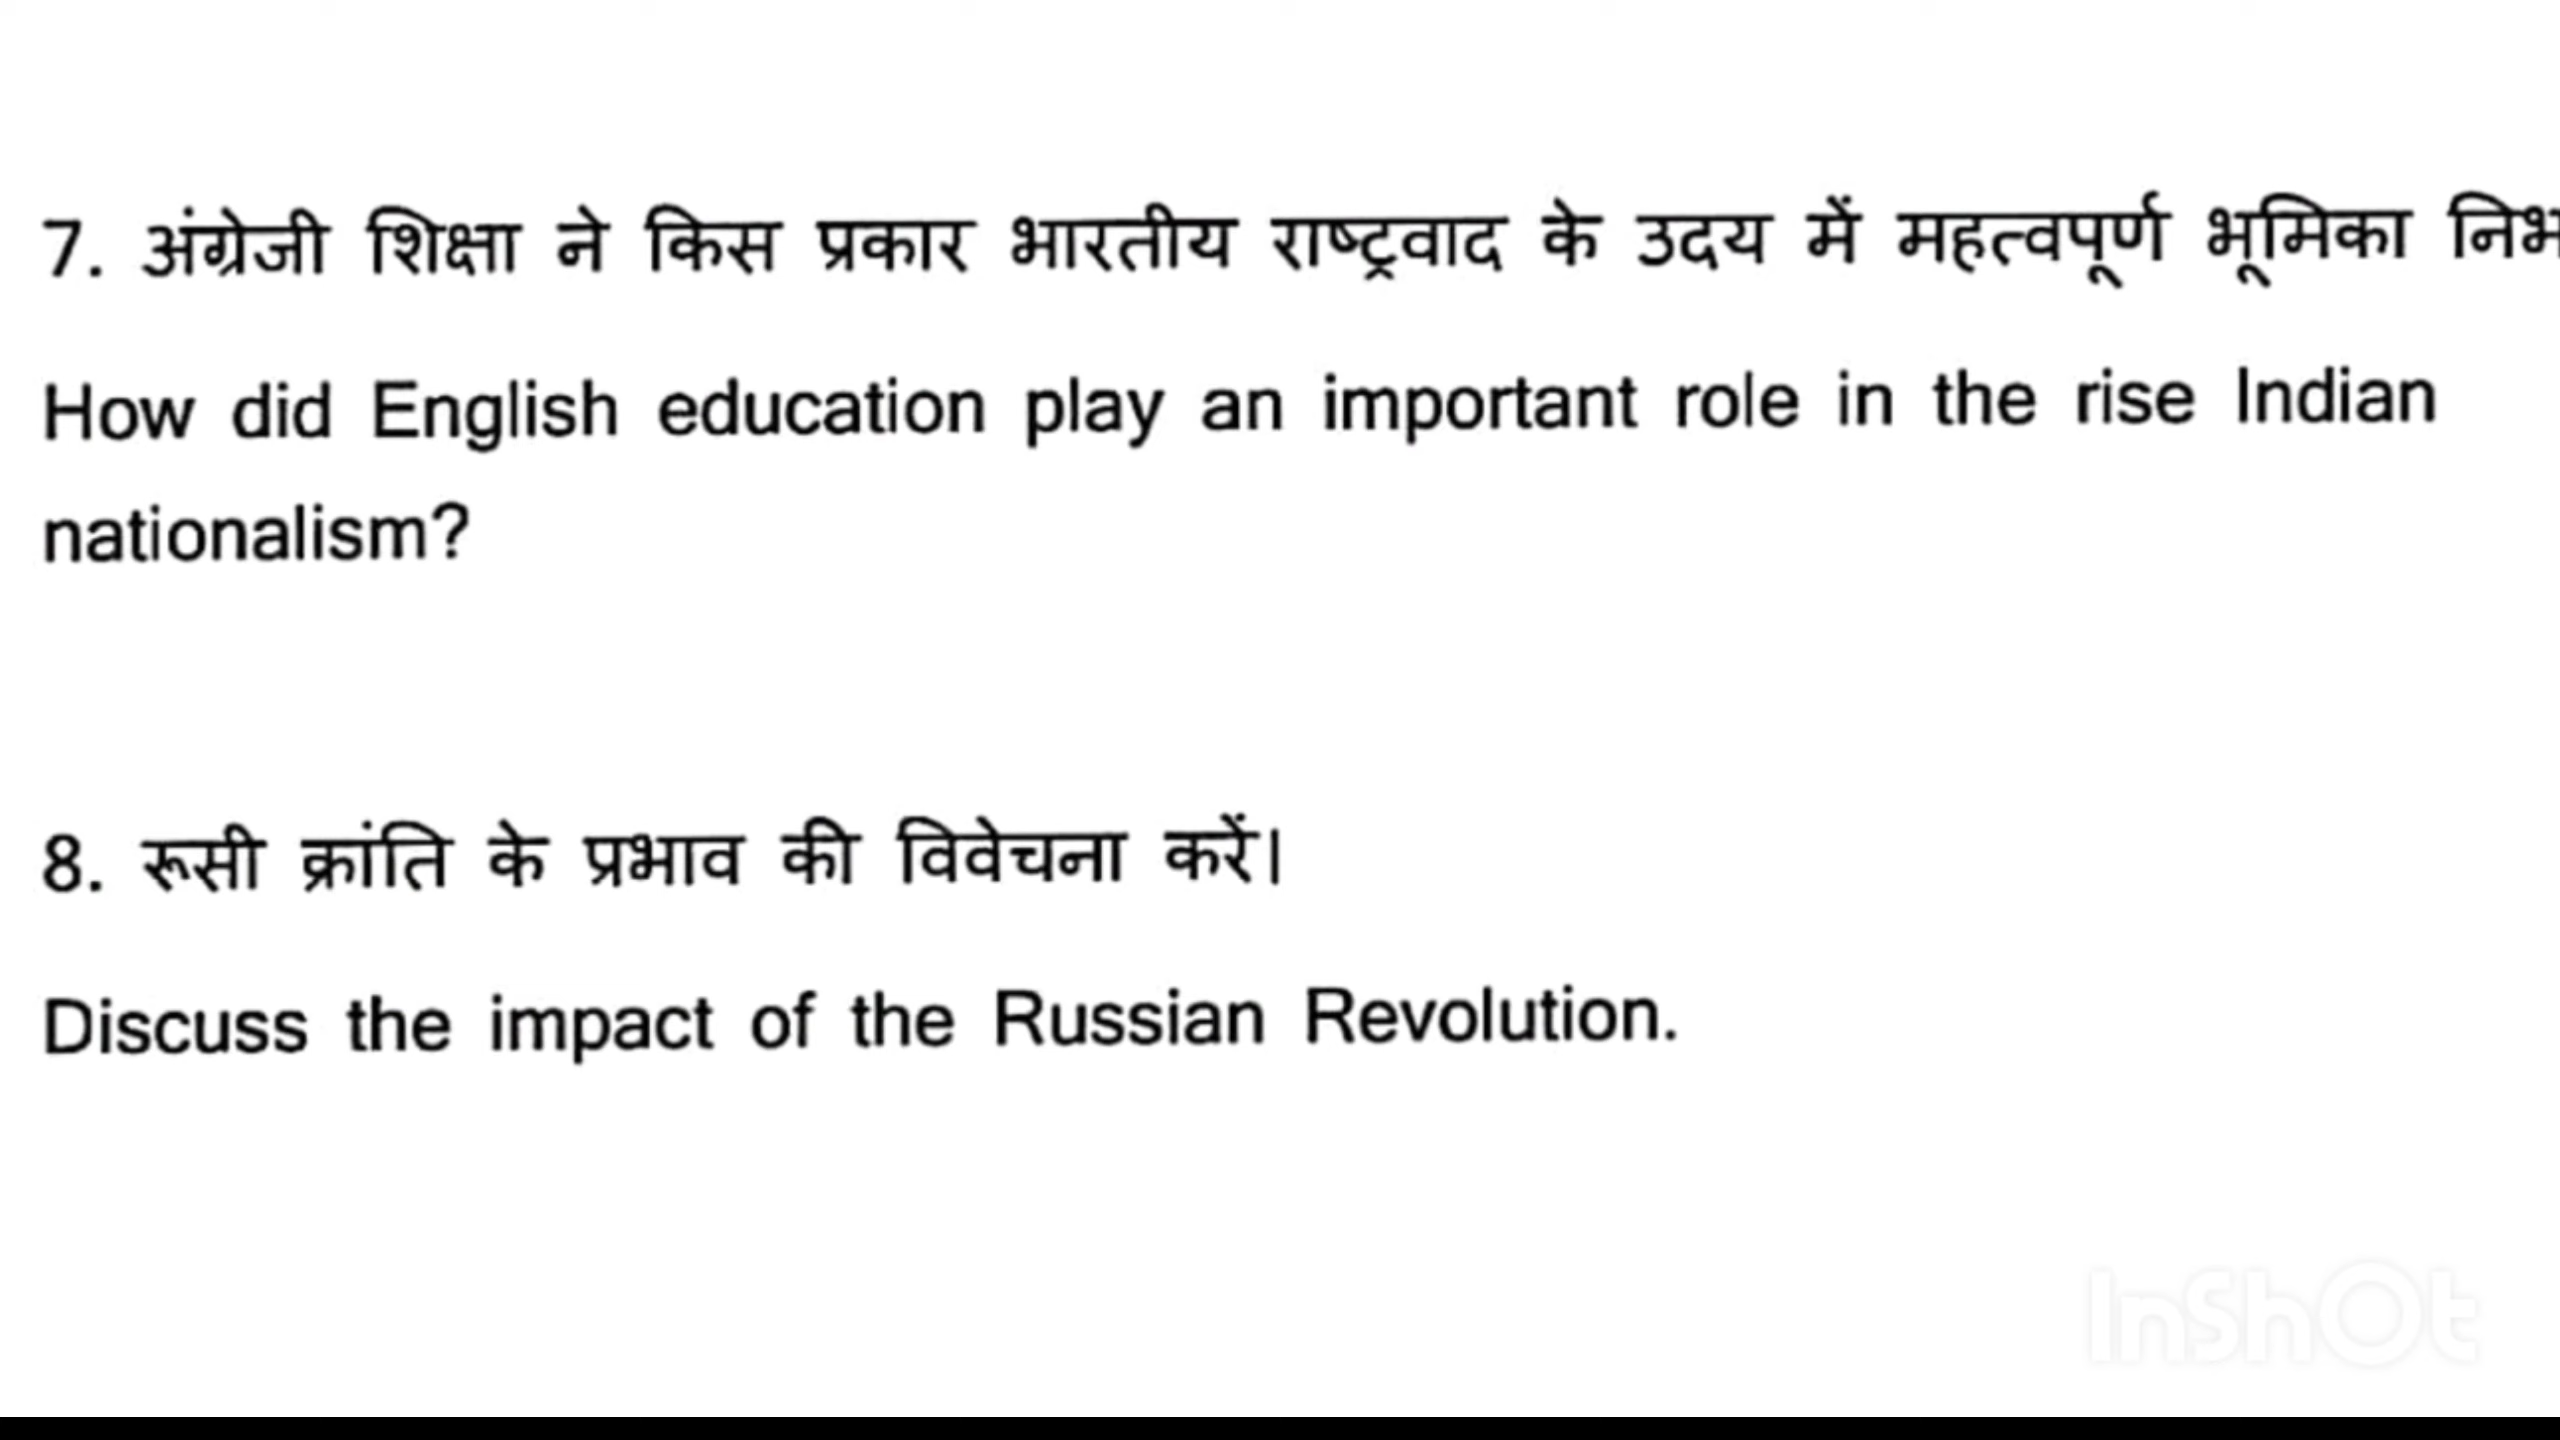 7. अंग्रेजी शिक्षा ने किस प्रकार भारतीय राष्ट्रवाद के उदय में महत्वपूर्ण भूमिका
How did English education play an important role in the rise Indian
nationalism?
8. रूसी क्रांति के प्रभाव की विवेचना करें।
Discuss the impact of the Russian Revolution.
InShOt